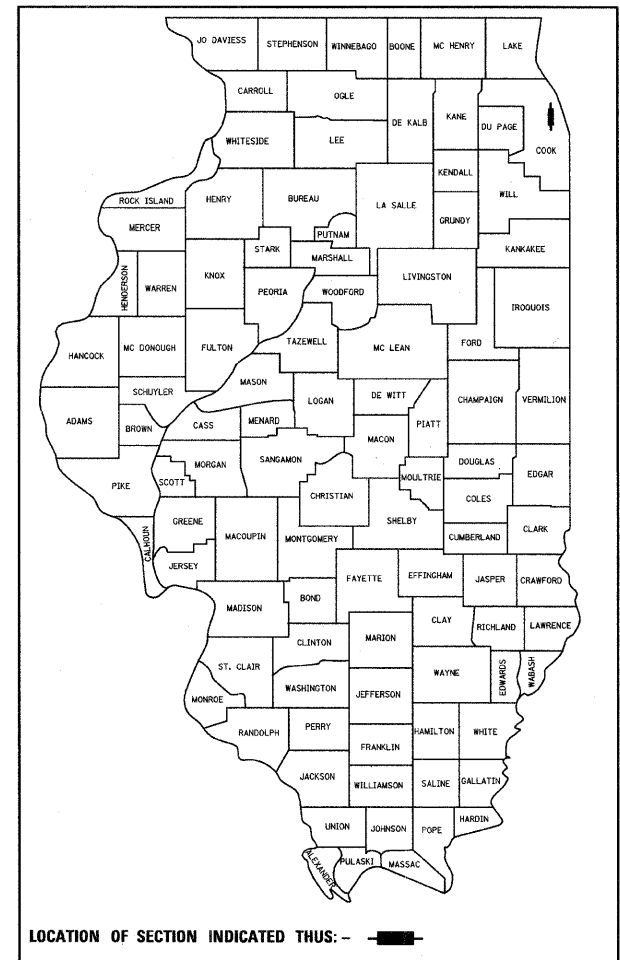 JO DAVIESS STEPHENSON WINNEBAGO BOONE MC HENRY LAKE
CARROLL OGLE
DE KALB KANE DU PAGE COOK
WHITESIDE LEE
KENDALL WILL
ROCK ISLAND HENRY BUREAU LA SALLE GRUNDY
MERCER PUTNAM
STARK MARSHALL KANKAKEE
HENDERSON WARREN KNOX PEORIA WOODFORD LIVINGSTON IROQUOIS
HANCOCK MC DONOUGH FULTON TAZEWELL MC LEAN FORD
SCHUYLER MASON LOGAN DE WITT CHAMPAIGN VERMILION
ADAMS BROWN CASS MENARD MACON PIATT
PIKE SCOTT MORGAN SANGAMON MOULTRIE DOUGLAS EDGAR
CHRISTIAN COLES
CALHOUN GREENE MACOUPIN MONTGOMERY SHELBY CUMBERLAND CLARK
JERSEY FAYETTE EFFINGHAM JASPER CRAWFORD
MADISON BOND
CLINTON MARION CLAY RICHLAND LAWRENCE
ST. CLAIR WAYNE EDWARDS WABASH
MONROE WASHINGTON JEFFERSON
RANDOLPH PERRY FRANKLIN HAMILTON WHITE
JACKSON WILLIAMSON SALINE GALLATIN
UNION JOHNSON POPE HARDIN
ALEXANDER PULASKI MASSAC
LOCATION OF SECTION INDICATED THUS: -